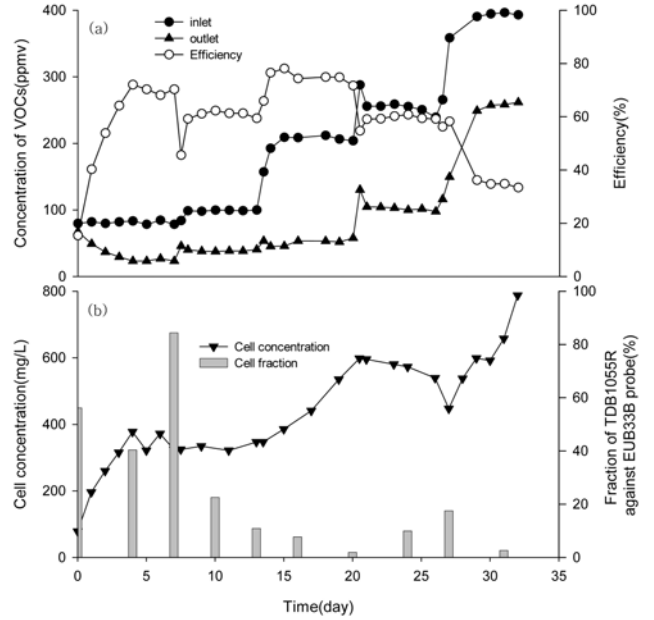 (a)
inlet
outlet
Efficiency
Concentration of VOCs(ppmv)
400
300
200
100
0
Efficiency(%)
100
80
60
40
20
0
(b)
Cell concentration
Cell fraction
Cell concentration(mg/L)
800
600
400
200
0
Fraction of TDB1055R
against EUB33B probe(%)
100
80
60
40
20
0
0 5 10 15 20 25 30 35
Time(day)